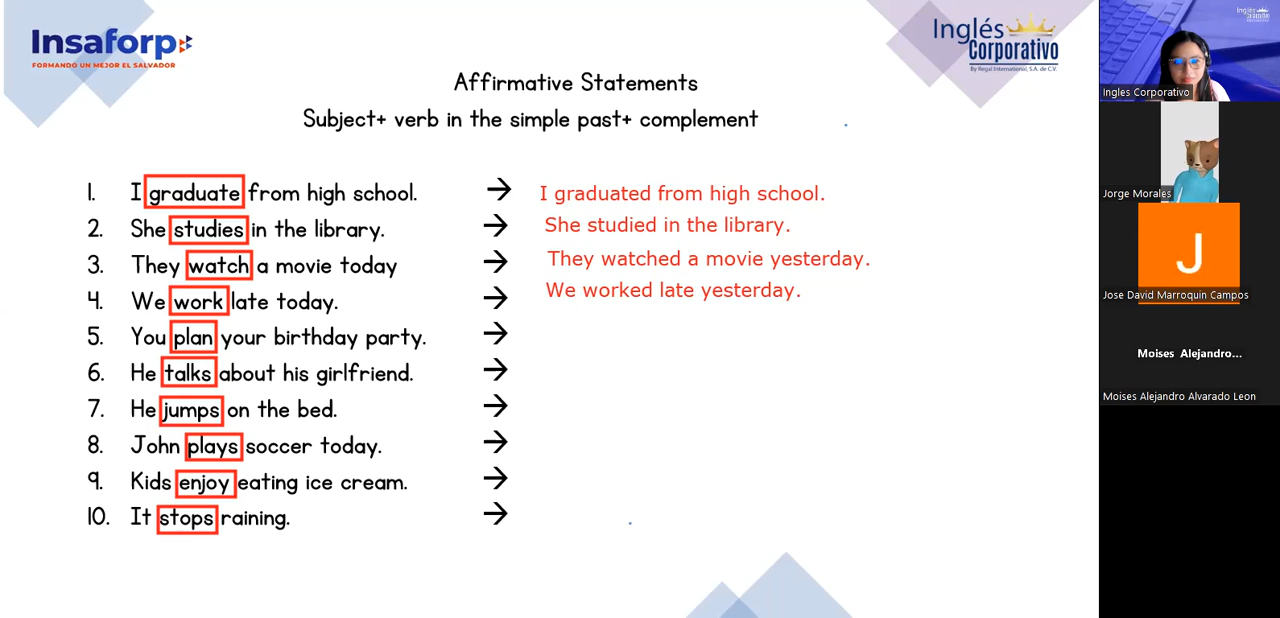 Insaforp
FORMANDO UN MEJOR EL SALVADOR
Inglés
Corporativo
By Regal International, S.A. de C.V.
Affirmative Statements
Subject+ verb in the simple past+ complement
1. I graduate from high school. → I graduated from high school.
2. She studies in the library. → She studied in the library.
3. They watch a movie today → They watched a movie yesterday.
4. We work late today. → We worked late yesterday.
5. You plan your birthday party. →
6. He talks about his girlfriend. →
7. He jumps on the bed. →
8. John plays soccer today. →
9. Kids enjoy eating ice cream. →
10. It stops raining. →
Inglés
Corporativo
Ingles Corporativo
Jorge Morales
J
Jose David Marroquin Campos
Moises Alejandro...
Moises Alejandro Alvarado Leon